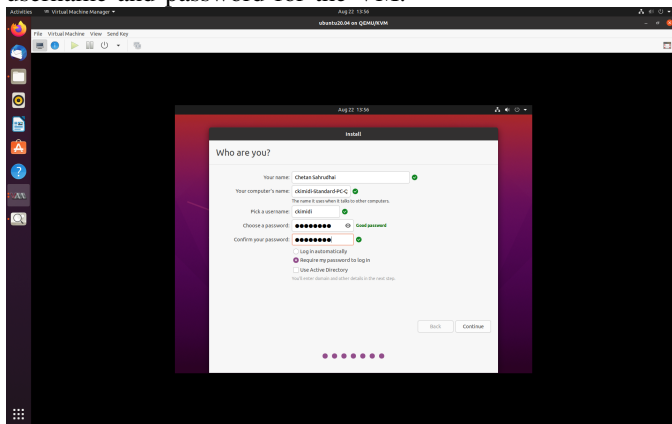 username and password for the VM.
Activities
Virtual Machine Manager
Aug 22 13:56
ubuntu20.04 on QEMU/KVM
File Virtual Machine View Send Key
Aug 22 13:56
Install
Who are you?
Your name: Chetan Sahrudhai
Your computer's name: ckimidi-Standard-PC-Q
The name it uses when it talks to other computers.
Pick a username: ckimidi
Choose a password: ●●●●●●●● Good password
Confirm your password: ●●●●●●●●
Log in automatically
Require my password to log in
Use Active Directory
You'll enter domain and other details in the next step.
Back Continue